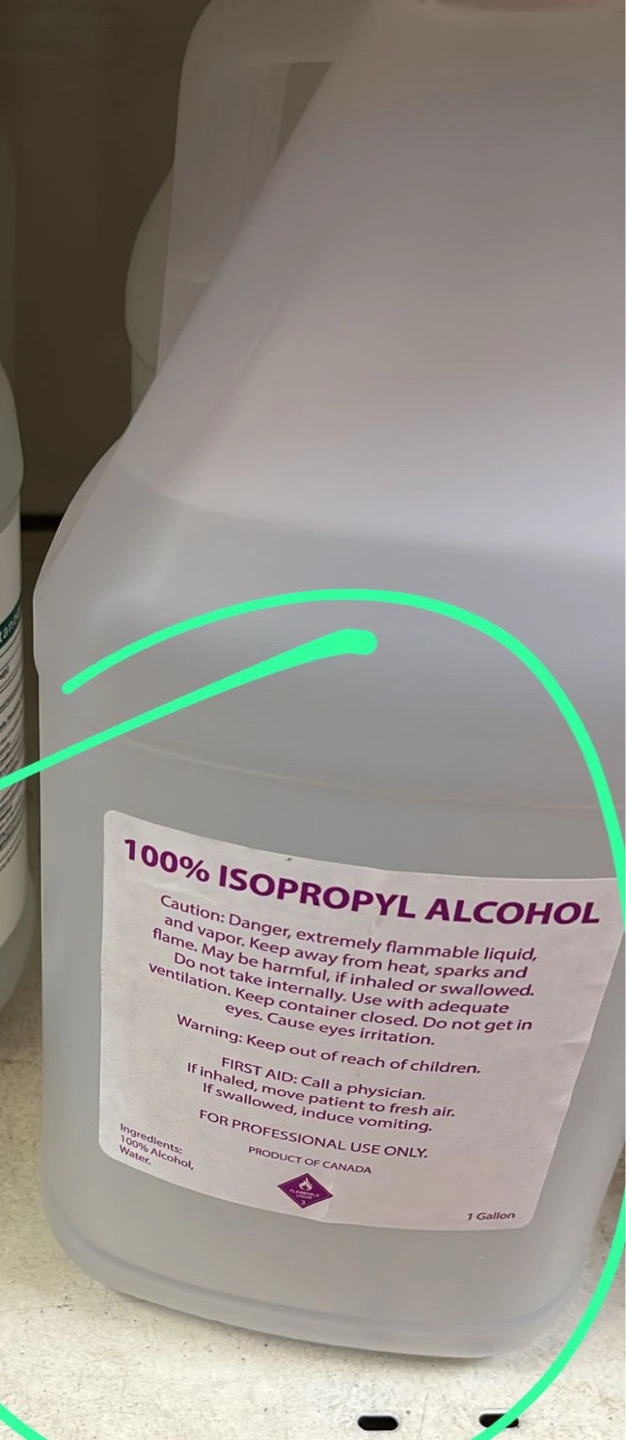 100% ISOPROPYL ALCOHOL
Caution: Danger, extremely flammable liquid,
and vapor. Keep away from heat, sparks and
flame. May be harmful, if inhaled or swallowed.
Do not take internally. Use with adequate
ventilation. Keep container closed. Do not get in
eyes. Cause eyes irritation.
Warning: Keep out of reach of children.
FIRST AID: Call a physician.
If inhaled, move patient to fresh air.
If swallowed, induce vomiting.
FOR PROFESSIONAL USE ONLY.
PRODUCT OF CANADA
Ingredients:
100% Alcohol,
Water.
FLAMMABLE
LIQUID
3
1 Gallon